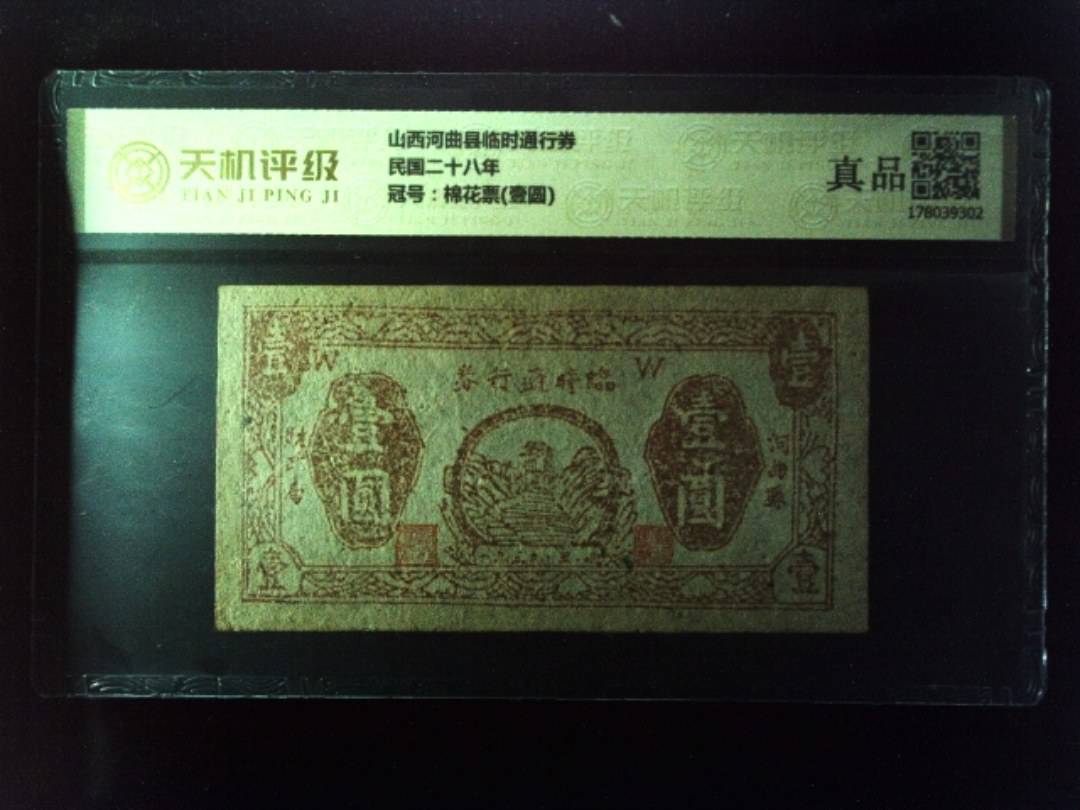 天机评级
TIAN JI PING JI
山西河曲县临时通行券
民国二十八年
冠号：棉花票(壹圆)
真品
178039302
壹
壹
W
W
券行通時臨
壹圓
壹圓
河曲縣
壹
壹